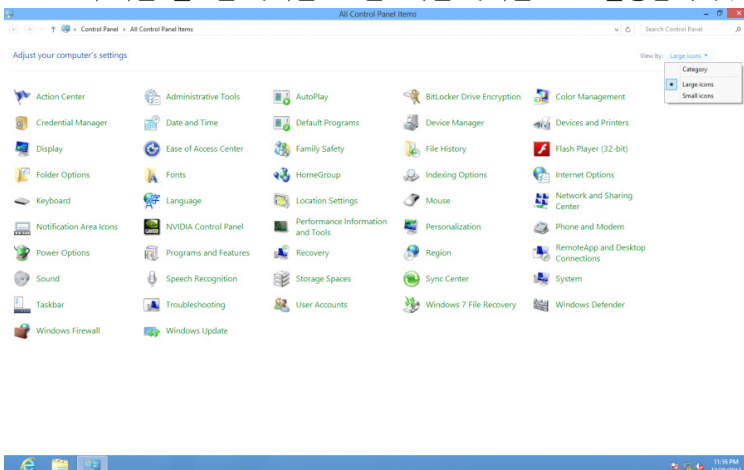 All Control Panel Items
Control Panel All Control Panel Items Search Control Panel
Adjust your computer's settings View by: Large icons
Category
Large icons
Small icons
Action Center Administrative Tools AutoPlay BitLocker Drive Encryption Color Management
Credential Manager Date and Time Default Programs Device Manager Devices and Printers
Display Ease of Access Center Family Safety File History Flash Player (32-bit)
Folder Options Fonts HomeGroup Indexing Options Internet Options
Keyboard Language Location Settings Mouse Network and Sharing
Center
Notification Area Icons NVIDIA Control Panel Performance Information
and Tools Personalization Phone and Modem
Power Options Programs and Features Recovery Region RemoteApp and Desktop
Connections
Sound Speech Recognition Storage Spaces Sync Center System
Taskbar Troubleshooting User Accounts Windows 7 File Recovery Windows Defender
Windows Firewall Windows Update
11:16 PM